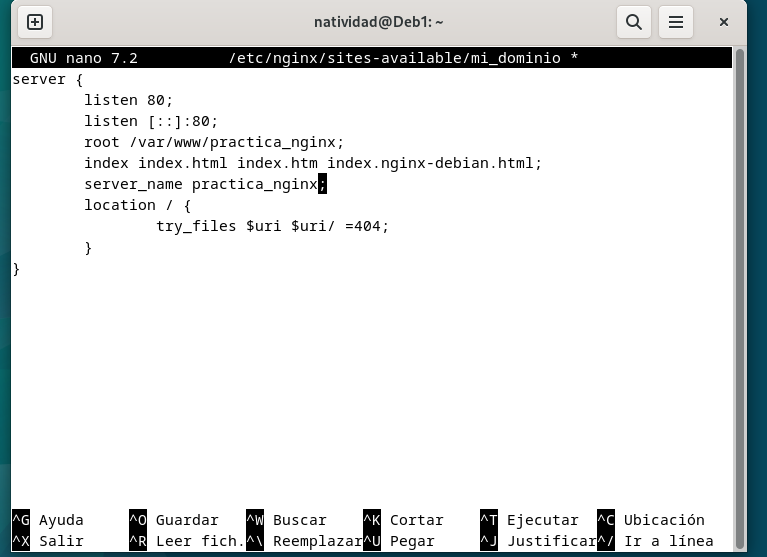 natividad@Deb1: ~
GNU nano 7.2 /etc/nginx/sites-available/mi_dominio *
server {
listen 80;
listen [::]:80;
root /var/www/practica_nginx;
index index.html index.htm index.nginx-debian.html;
server_name practica_nginx;
location / {
try_files $uri $uri/ =404;
}
}
^G Ayuda ^O Guardar ^W Buscar ^K Cortar ^T Ejecutar ^C Ubicación
^X Salir ^R Leer fich. ^\ Reemplazar ^U Pegar ^J Justificar ^/ Ir a línea